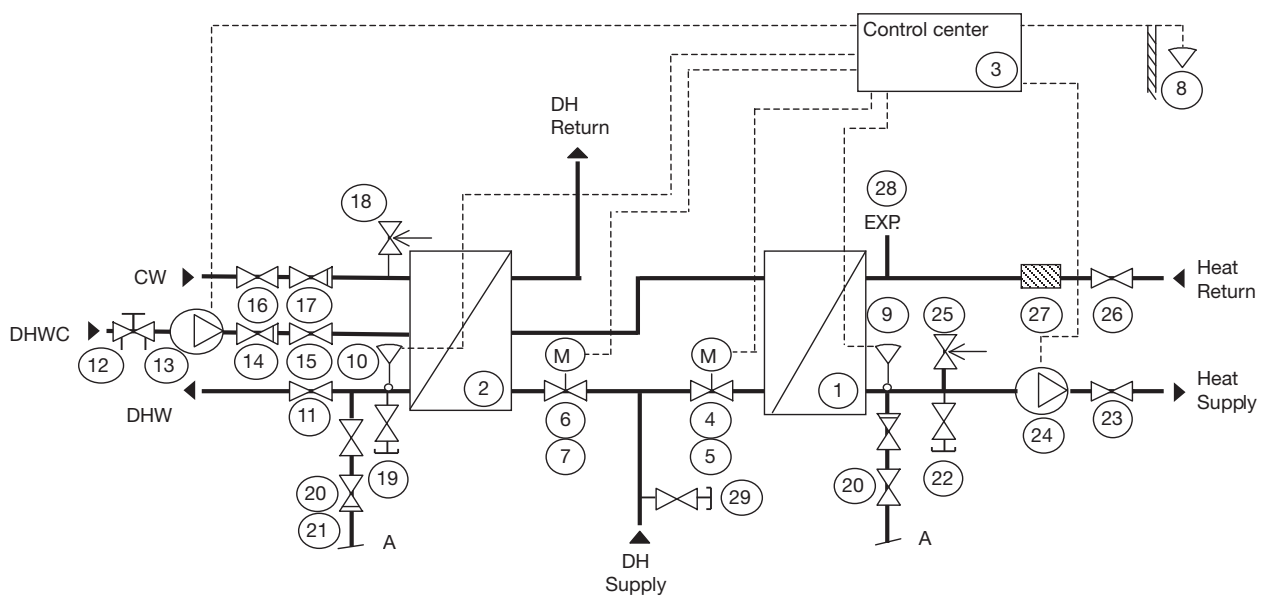 Control center
3
8
DH
Return
18
28
EXP.
CW
Heat
Return
16
17
9
25
27
26
DHWC
12
13
14
15
10
M
M
2
1
Heat
Supply
DHW
11
6
4
24
23
7
5
19
20
22
20
29
21
A
A
DH
Supply